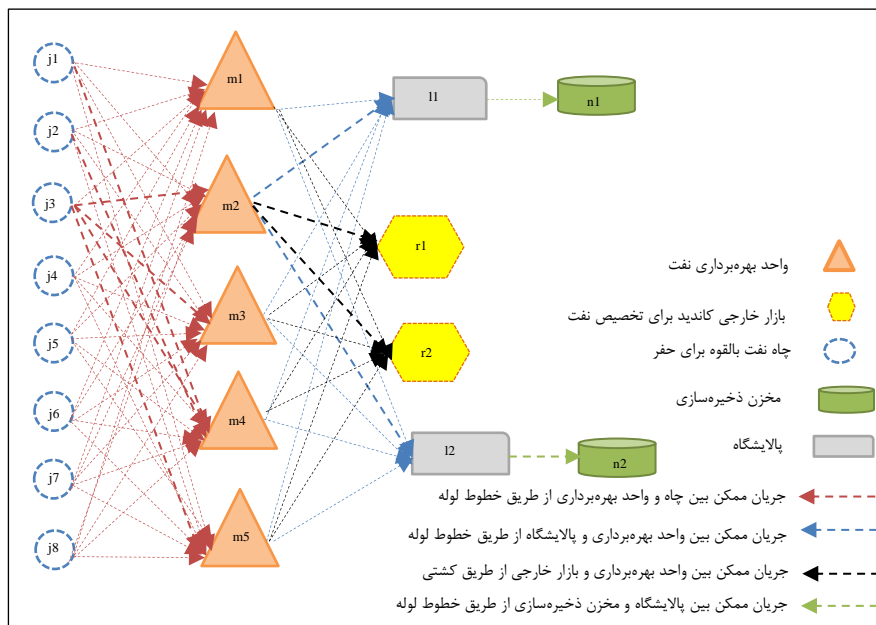 j1
j2
j3
j4
j5
j6
j7
j8
m1
m2
m3
m4
m5
l1
r1
r2
l2
n1
n2
واحد بهره‌برداری نفت
بازار خارجی کاندید برای تخصیص نفت
چاه نفت بالقوه برای حفر
مخزن ذخیره‌سازی
پالایشگاه
جریان ممکن بین چاه و واحد بهره‌برداری از طریق خطوط لوله
جریان ممکن بین واحد بهره‌برداری و پالایشگاه از طریق خطوط لوله
جریان ممکن بین واحد بهره‌برداری و بازار خارجی از طریق کشتی
جریان ممکن بین پالایشگاه و مخزن ذخیره‌سازی از طریق خطوط لوله